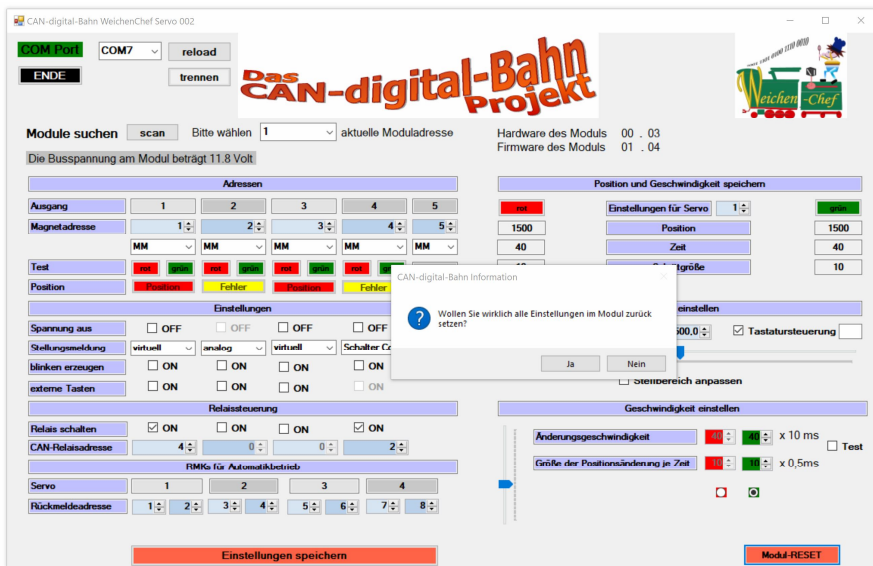 CAN-digital-Bahn WeichenChef Servo 002
COM Port COM7 reload
ENDE trennen
Das CAN-digital-Bahn Projekt
Weichen-Chef
Module suchen scan Bitte wählen 1 aktuelle Moduladresse
Hardware des Moduls 00 . 03
Firmware des Moduls 01 . 04
Die Busspannung am Modul beträgt 11.8 Volt
Adressen
Ausgang 1 2 3 4 5
Magnetadresse 1 2 3 4 5
MM MM MM MM MM
Test rot grün rot grün rot grün rot grün
Position Position Fehler Position Fehler
Einstellungen
Spannung aus OFF OFF OFF OFF
Stellungsmeldung virtuell analog virtuell Schalter
blinken erzeugen ON ON ON ON
externe Tasten ON ON ON ON
Relaissteuerung
Relais schalten ON ON ON ON
CAN-Relaisadresse 4 0 0 2
RMKs für Automatikbetrieb
Servo 1 2 3 4
Rückmeldeadresse 1 2 3 4 5 6 7 8
Einstellungen speichern
Position und Geschwindigkeit speichern
rot Einstellungen für Servo 1 grün
1500 Position 1500
40 Zeit 40
10
CAN-digital-Bahn Information
Wollen Sie wirklich alle Einstellungen im Modul zurück
setzen?
Ja Nein
einstellen
Tastatursteuerung
Stellbereich anpassen
Geschwindigkeit einstellen
Änderungsgeschwindigkeit 40 40 x 10 ms
Test
Größe der Positionsänderung je Zeit 10 10 x 0,5ms
Modul-RESET